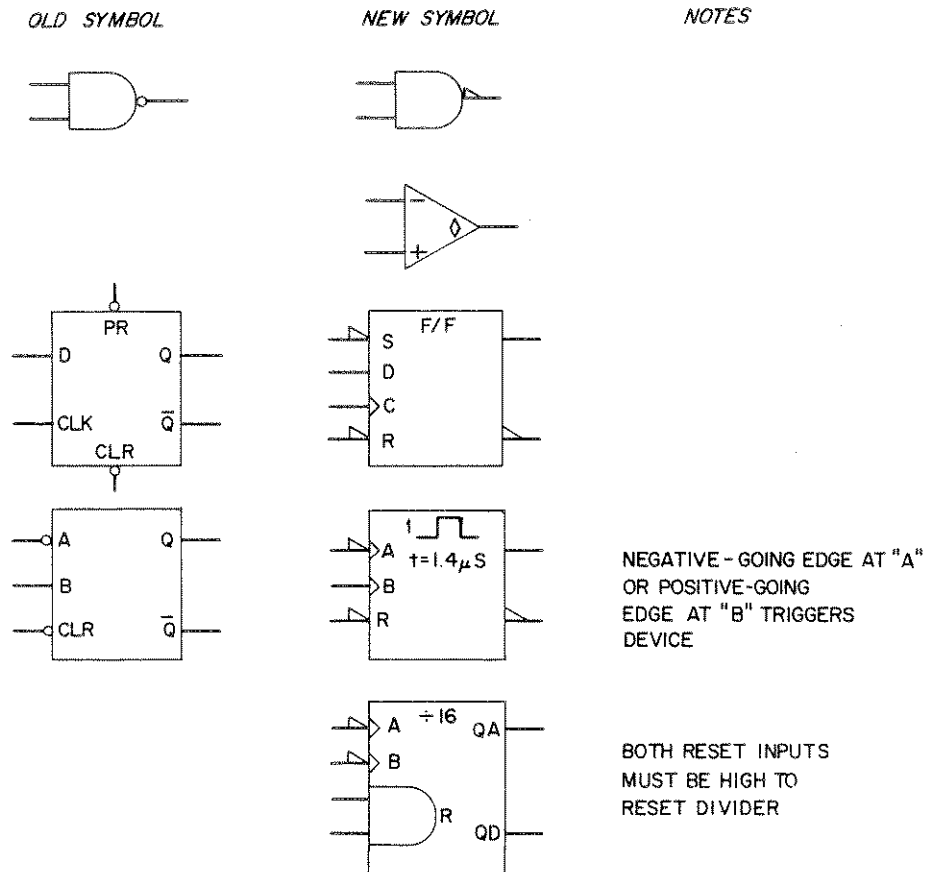 OLD SYMBOL
NEW SYMBOL
NOTES
− 
+
PR
D Q
CLK Q̅
CLR
F/F
S
D
C
R
A Q
B
CLR Q̅
1
t=1.4μS
A
B
R
NEGATIVE-GOING EDGE AT "A"
OR POSITIVE-GOING
EDGE AT "B" TRIGGERS
DEVICE
÷16
A QA
B
R
QD
BOTH RESET INPUTS
MUST BE HIGH TO
RESET DIVIDER